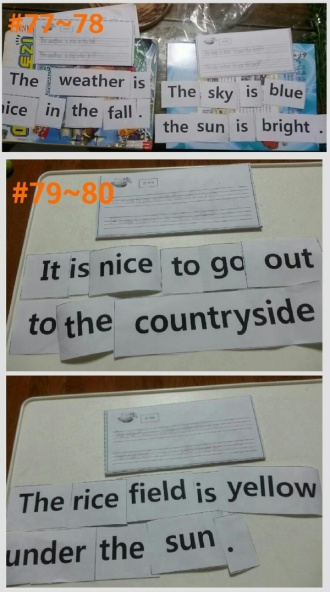 #77~78
The weather is
nice in the fall.
The sky is blue
the sun is bright.
#79~80
It is nice to go out
to the countryside
The rice field is yellow
under the sun.